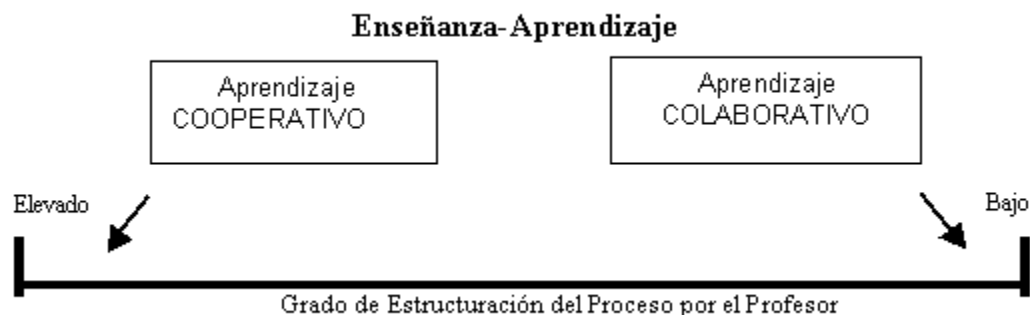 Enseñanza-Aprendizaje
Aprendizaje
COOPERATIVO
Aprendizaje
COLABORATIVO
Elevado
Bajo
Grado de Estructuración del Proceso por el Profesor